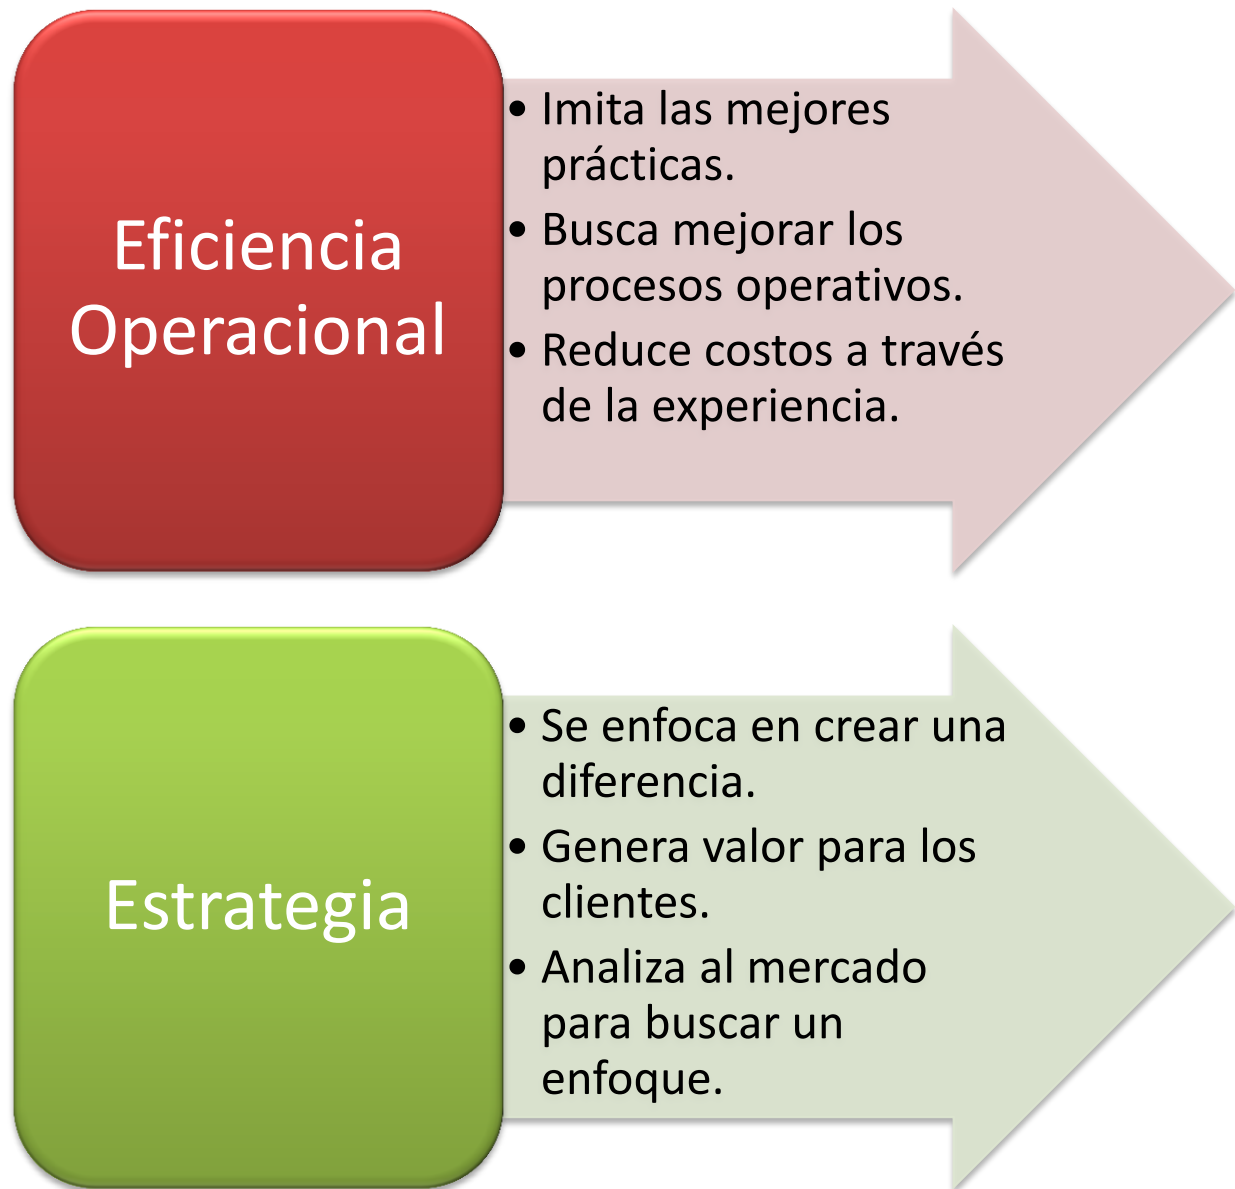 Eficiencia
Operacional
• Imita las mejores
prácticas.
• Busca mejorar los
procesos operativos.
• Reduce costos a través
de la experiencia.
Estrategia
• Se enfoca en crear una
diferencia.
• Genera valor para los
clientes.
• Analiza al mercado
para buscar un
enfoque.